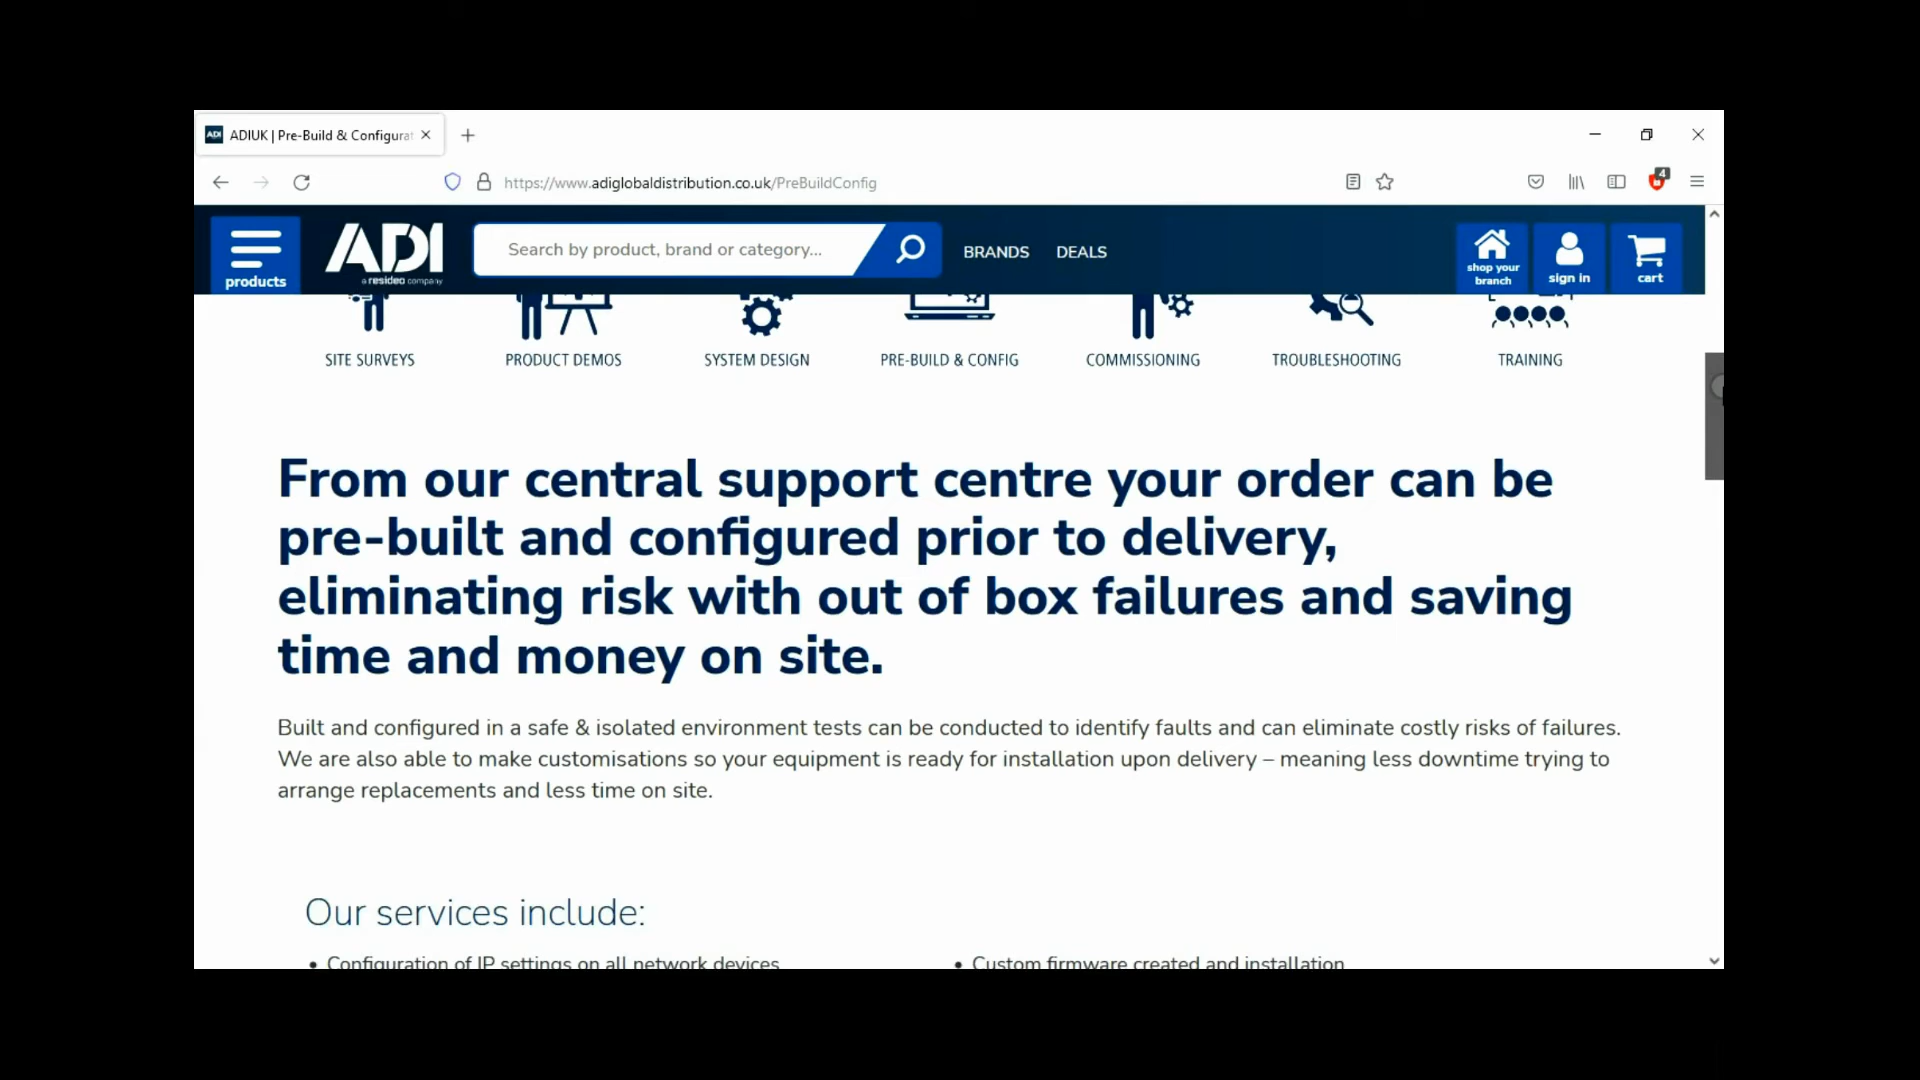 ADI ADIUK | Pre-Build & Configurat
https://www.adiglobaldistribution.co.uk/PreBuildConfig
4
products
ADI
a resideo company
Search by product, brand or category...
BRANDS
DEALS
shop your
branch
sign in
cart
SITE SURVEYS
PRODUCT DEMOS
SYSTEM DESIGN
PRE-BUILD & CONFIG
COMMISSIONING
TROUBLESHOOTING
TRAINING
From our central support centre your order can be
pre-built and configured prior to delivery,
eliminating risk with out of box failures and saving
time and money on site.
Built and configured in a safe & isolated environment tests can be conducted to identify faults and can eliminate costly risks of failures.
We are also able to make customisations so your equipment is ready for installation upon delivery – meaning less downtime trying to
arrange replacements and less time on site.
Our services include:
• Configuration of IP settings on all network devices
• Custom firmware created and installation